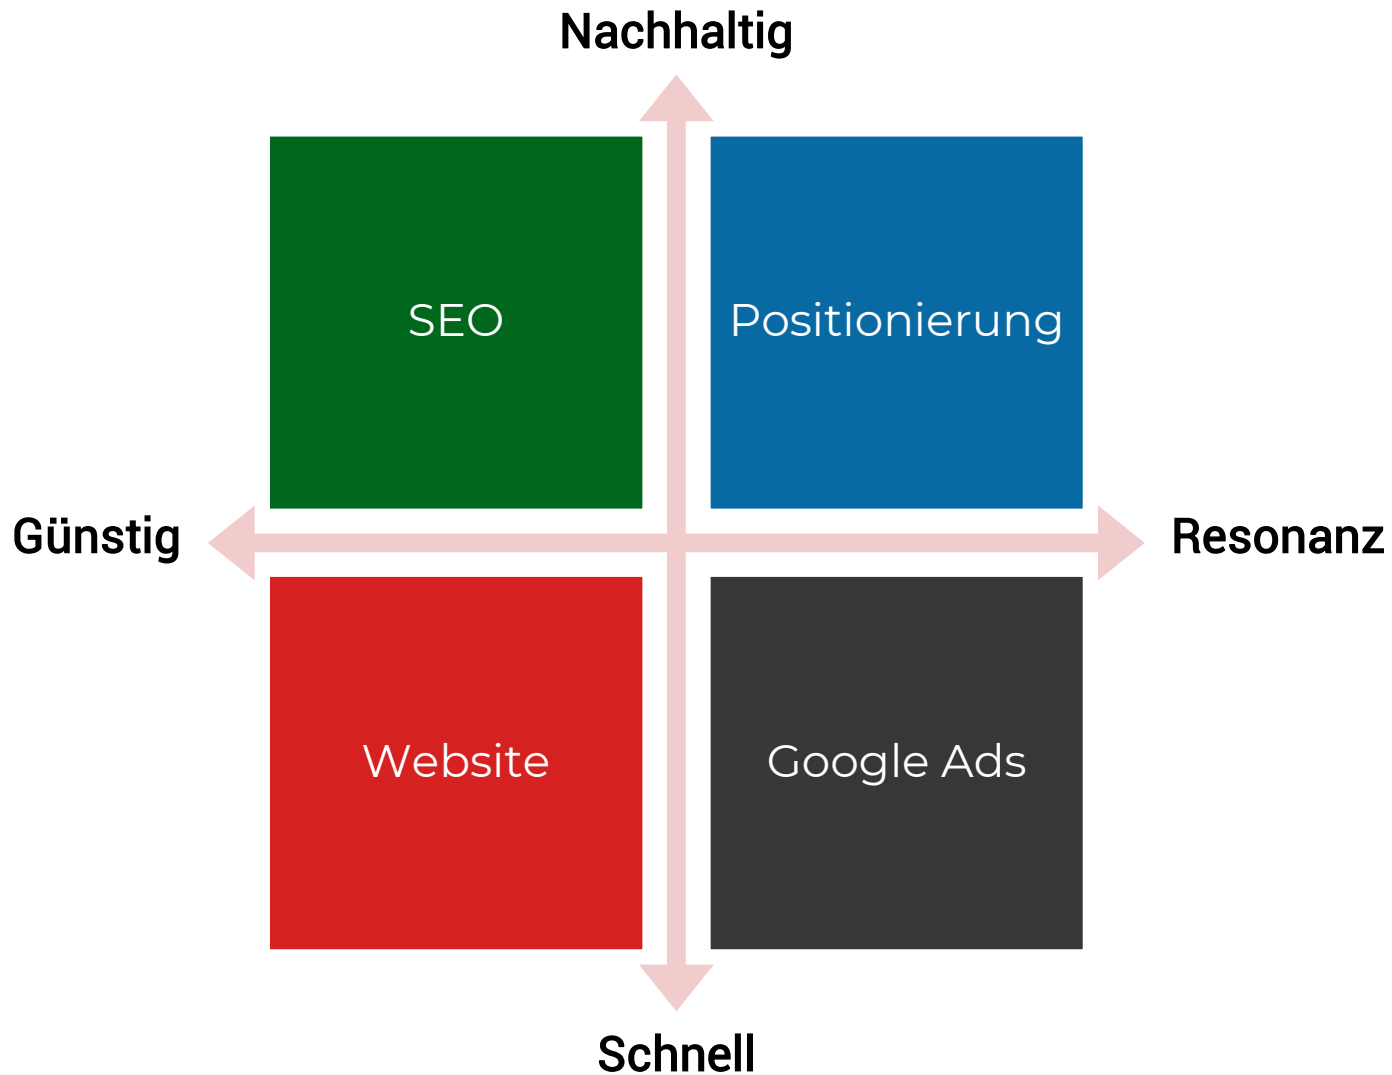 Nachhaltig
SEO
Positionierung
Günstig
Resonanz
Website
Google Ads
Schnell